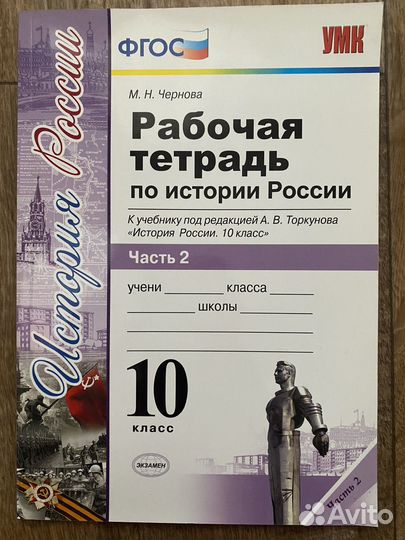 ФГОС
УМК
М. Н. Чернова
Рабочая
тетрадь
по истории России
К учебнику под редакцией А. В. Торкунова
«История России. 10 класс»
Часть 2
учени класса
школы
10
класс
ЭКЗАМЕН
Часть 2
История России
Avito